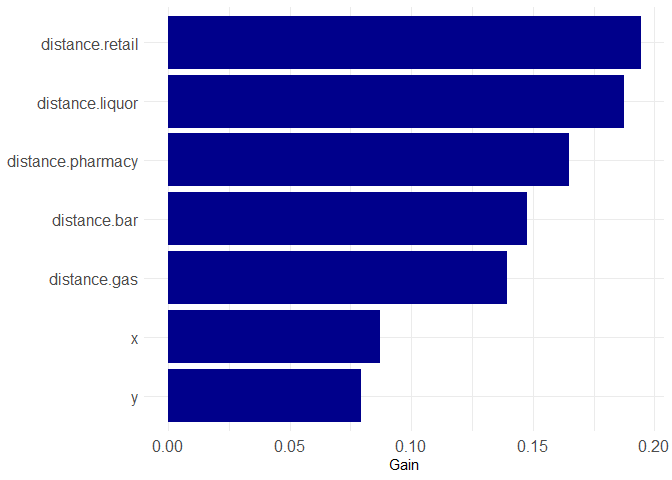 distance.retail
distance.liquor
distance.pharmacy
distance.bar
distance.gas
x
y
0.00 0.05 0.10 0.15 0.20
Gain